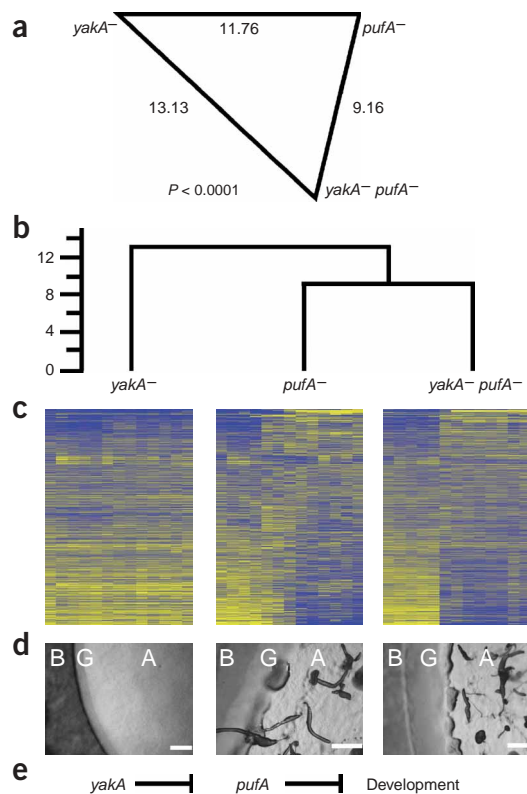 a
yakA– pufA–
11.76
13.13 9.16
P < 0.0001 yakA– pufA–
b
12
8
4
0
yakA– pufA– yakA– pufA–
c
d
B G A B G A B G A
e
yakA pufA Development